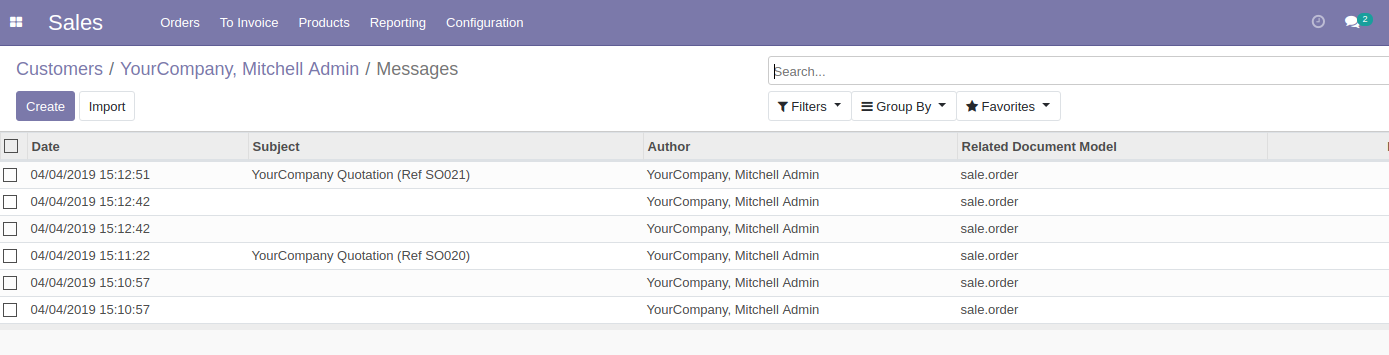 Sales Orders To Invoice Products Reporting Configuration 2
Customers / YourCompany, Mitchell Admin / Messages
Search...
Create Import Filters Group By Favorites
Date Subject Author Related Document Model
04/04/2019 15:12:51 YourCompany Quotation (Ref SO021) YourCompany, Mitchell Admin sale.order
04/04/2019 15:12:42 YourCompany, Mitchell Admin sale.order
04/04/2019 15:12:42 YourCompany, Mitchell Admin sale.order
04/04/2019 15:11:22 YourCompany Quotation (Ref SO020) YourCompany, Mitchell Admin sale.order
04/04/2019 15:10:57 YourCompany, Mitchell Admin sale.order
04/04/2019 15:10:57 YourCompany, Mitchell Admin sale.order